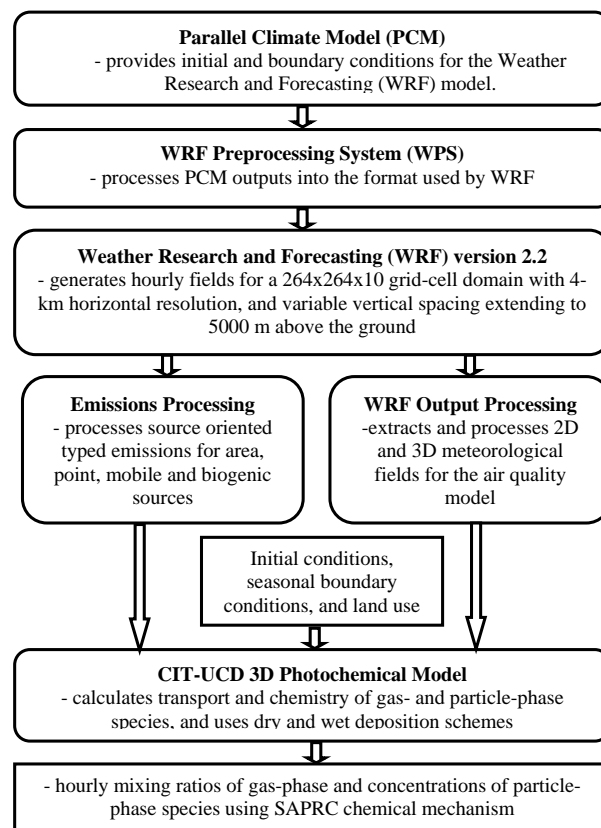 Parallel Climate Model (PCM)
- provides initial and boundary conditions for the Weather
Research and Forecasting (WRF) model.
WRF Preprocessing System (WPS)
- processes PCM outputs into the format used by WRF
Weather Research and Forecasting (WRF) version 2.2
- generates hourly fields for a 264x264x10 grid-cell domain with 4-
km horizontal resolution, and variable vertical spacing extending to
5000 m above the ground
Emissions Processing
- processes source oriented
typed emissions for area,
point, mobile and biogenic
sources
WRF Output Processing
-extracts and processes 2D
and 3D meteorological
fields for the air quality
model
Initial conditions,
seasonal boundary
conditions, and land use
CIT-UCD 3D Photochemical Model
- calculates transport and chemistry of gas- and particle-phase
species, and uses dry and wet deposition schemes
- hourly mixing ratios of gas-phase and concentrations of particle-
phase species using SAPRC chemical mechanism